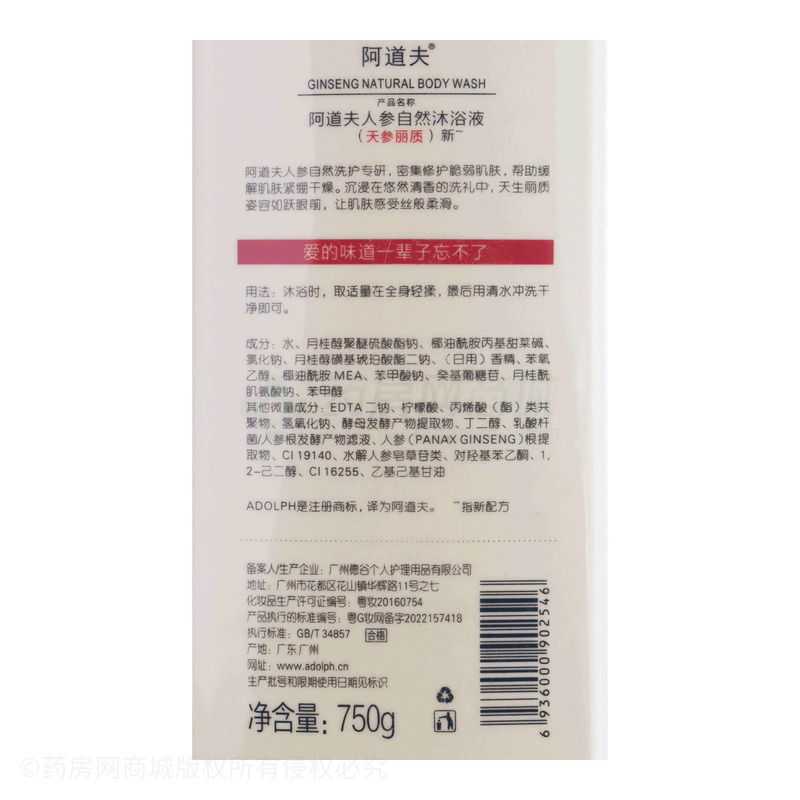 阿道夫®
GINSENG NATURAL BODY WASH
产品名称
阿道夫人参自然沐浴液
（天参丽质）新~
阿道夫人参自然洗护专研，密集修护脆弱肌肤，帮助缓
解肌肤紧绷干燥。沉浸在悠然清香的洗礼中，天生丽质
姿容如跃眼前，让肌肤感受丝般柔滑。
爱的味道一辈子忘不了
用法：沐浴时，取适量在全身轻揉，最后用清水冲洗干
净即可。
成分：水、月桂醇聚醚硫酸酯钠、椰油酰胺丙基甜菜碱、
氯化钠、月桂醇磺基琥珀酸酯二钠、（日用）香精、苯氧
乙醇、椰油酰胺 MEA、苯甲酸钠、癸基葡糖苷、月桂酰
肌氨酸钠、苯甲醇
其他微量成分：EDTA 二钠、柠檬酸、丙烯酸（酯）类共
聚物、氢氧化钠、酵母发酵产物提取物、丁二醇、乳酸杆
菌/人参根发酵产物滤液、人参（PANAX GINSENG）根提
取物、CI 19140、水解人参皂草苷类、对羟基苯乙酮、1,
2-己二醇、CI 16255、乙基己基甘油
ADOLPH是注册商标，译为阿道夫。 ~指新配方
备案人/生产企业：广州德谷个人护理用品有限公司
地址：广州市花都区花山镇华辉路11号之七
化妆品生产许可证编号：粤妆20160754
产品执行的标准编号：粤G妆网备字2022157418
执行标准：GB/T 34857 合格
产地：广东广州
网址：www.adolph.cn
生产批号和限期使用日期见标识
净含量：750g
6 936000 902546
©药房网商城版权所有侵权必究